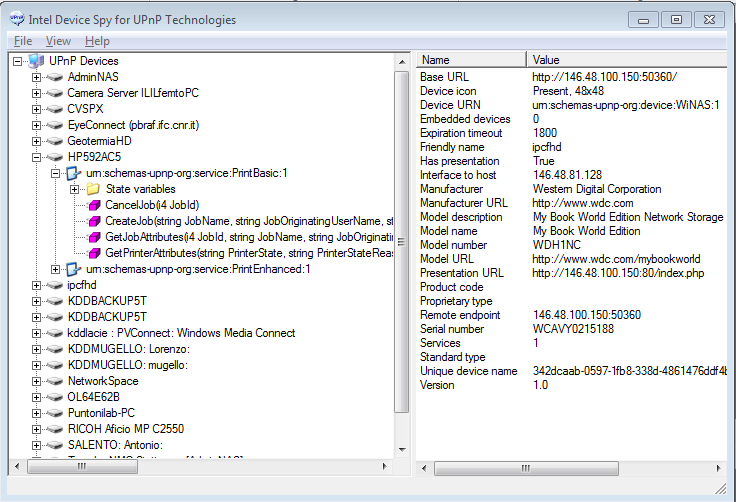 Intel Device Spy for UPnP Technologies
File View Help
UPnP Devices
AdminNAS
Camera Server ILILfemtoPC
CVSPX
EyeConnect (pbraf.ifc.cnr.it)
GeotermiaHD
HP592AC5
urn:schemas-upnp-org:service:PrintBasic:1
State variables
CancelJob(i4 JobId)
CreateJob(string JobName, string JobOriginatingUserName, st
GetJobAttributes(i4 JobId, string JobName, string JobOriginatin
GetPrinterAttributes(string PrinterState, string PrinterStateReas
urn:schemas-upnp-org:service:PrintEnhanced:1
ipcfhd
KDDBACKUP5T
KDDBACKUP5T
kddlacie : PVConnect: Windows Media Connect
KDDMUGELLO: Lorenzo:
KDDMUGELLO: mugello:
NetworkSpace
OL64E62B
Puntonilab-PC
RICOH Aficio MP C2550
SALENTO: Antonio:
Name Value
Base URL http://146.48.100.150:50360/
Device icon Present, 48x48
Device URN urn:schemas-upnp-org:device:WiNAS:1
Embedded devices 0
Expiration timeout 1800
Friendly name ipcfhd
Has presentation True
Interface to host 146.48.81.128
Manufacturer Western Digital Corporation
Manufacturer URL http://www.wdc.com
Model description My Book World Edition Network Storage
Model name My Book World Edition
Model number WDH1NC
Model URL http://www.wdc.com/mybookworld
Presentation URL http://146.48.100.150:80/index.php
Product code
Proprietary type
Remote endpoint 146.48.100.150:50360
Serial number WCAVY0215188
Services 1
Standard type
Unique device name 342dcaab-0597-1fb8-338d-4861476ddf4b
Version 1.0